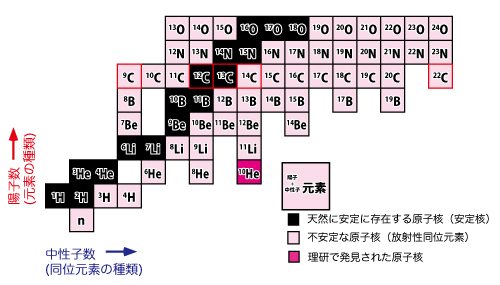 13O 14O 15O 16O 17O 18O 19O 20O 21O 22O 23O 24O
12N 13N 14N 15N 16N 17N 18N 19N 20N 21N 22N 23N
9C 10C 11C 12C 13C 14C 15C 16C 17C 18C 19C 20C 22C
8B 10B 11B 12B 13B 14B 15B 17B 19B
7Be 9Be 10Be 11Be 12Be 14Be
6Li 7Li 8Li 9Li 11Li
3He 4He 6He 8He 10He
1H 2H 3H 4H
n
陽子数
(元素の種類)
中性子数
(同位元素の種類)
陽子
+
中性子
元素
天然に安定に存在する原子核（安定核）
不安定な原子核（放射性同位元素）
理研で発見された原子核